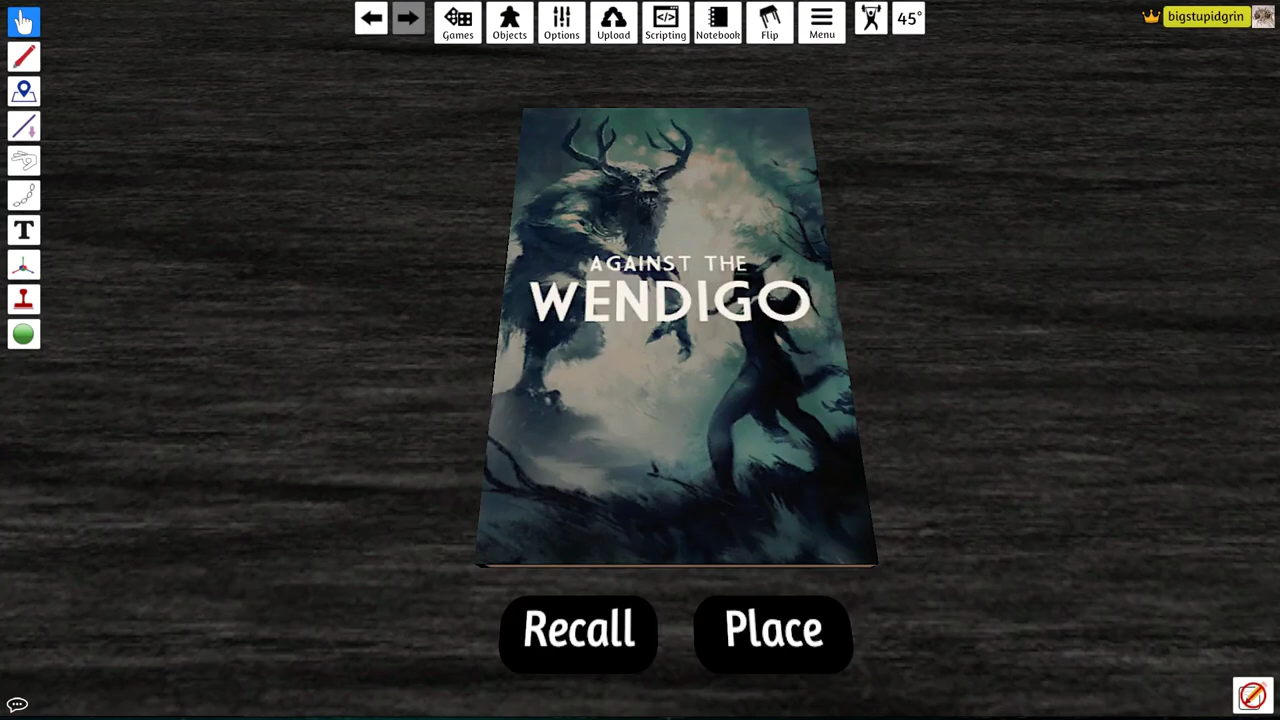 Games
Objects
Options
Upload
Scripting
Notebook
Flip
Menu
45°
bigstupidgrin
T
AGAINST THE
WENDIGO
Recall
Place